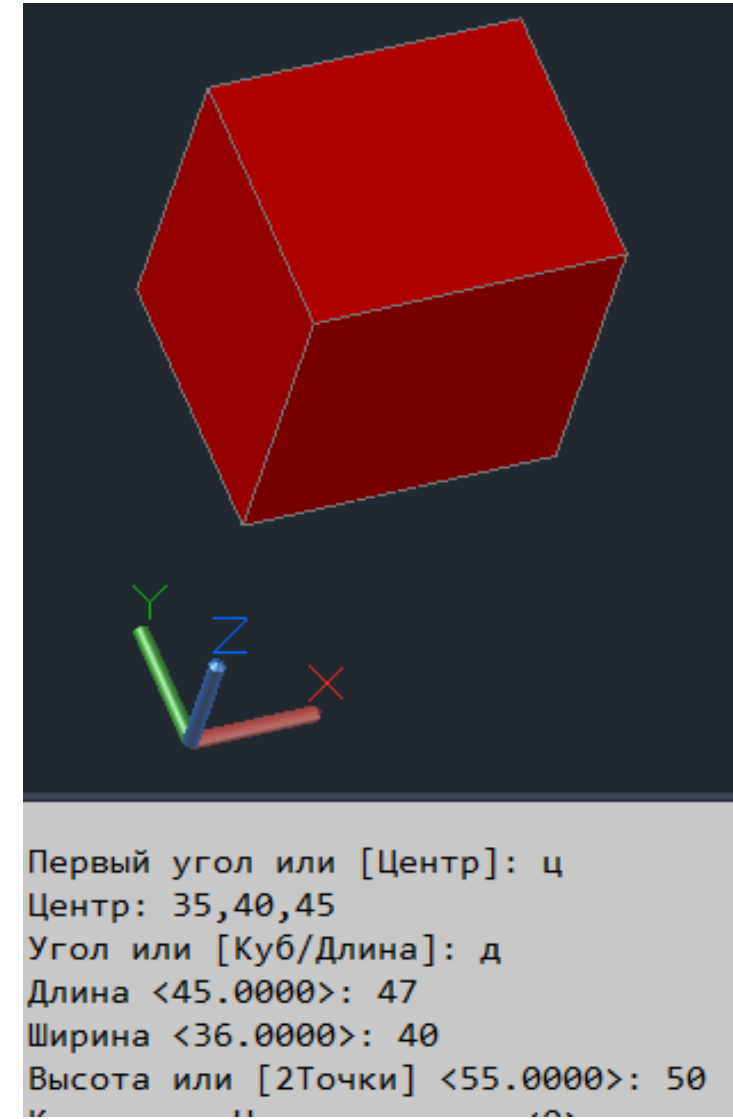 Y
Z
X
Первый угол или [Центр]: ц
Центр: 35,40,45
Угол или [Куб/Длина]: д
Длина <45.0000>: 47
Ширина <36.0000>: 40
Высота или [2Точки] <55.0000>: 50